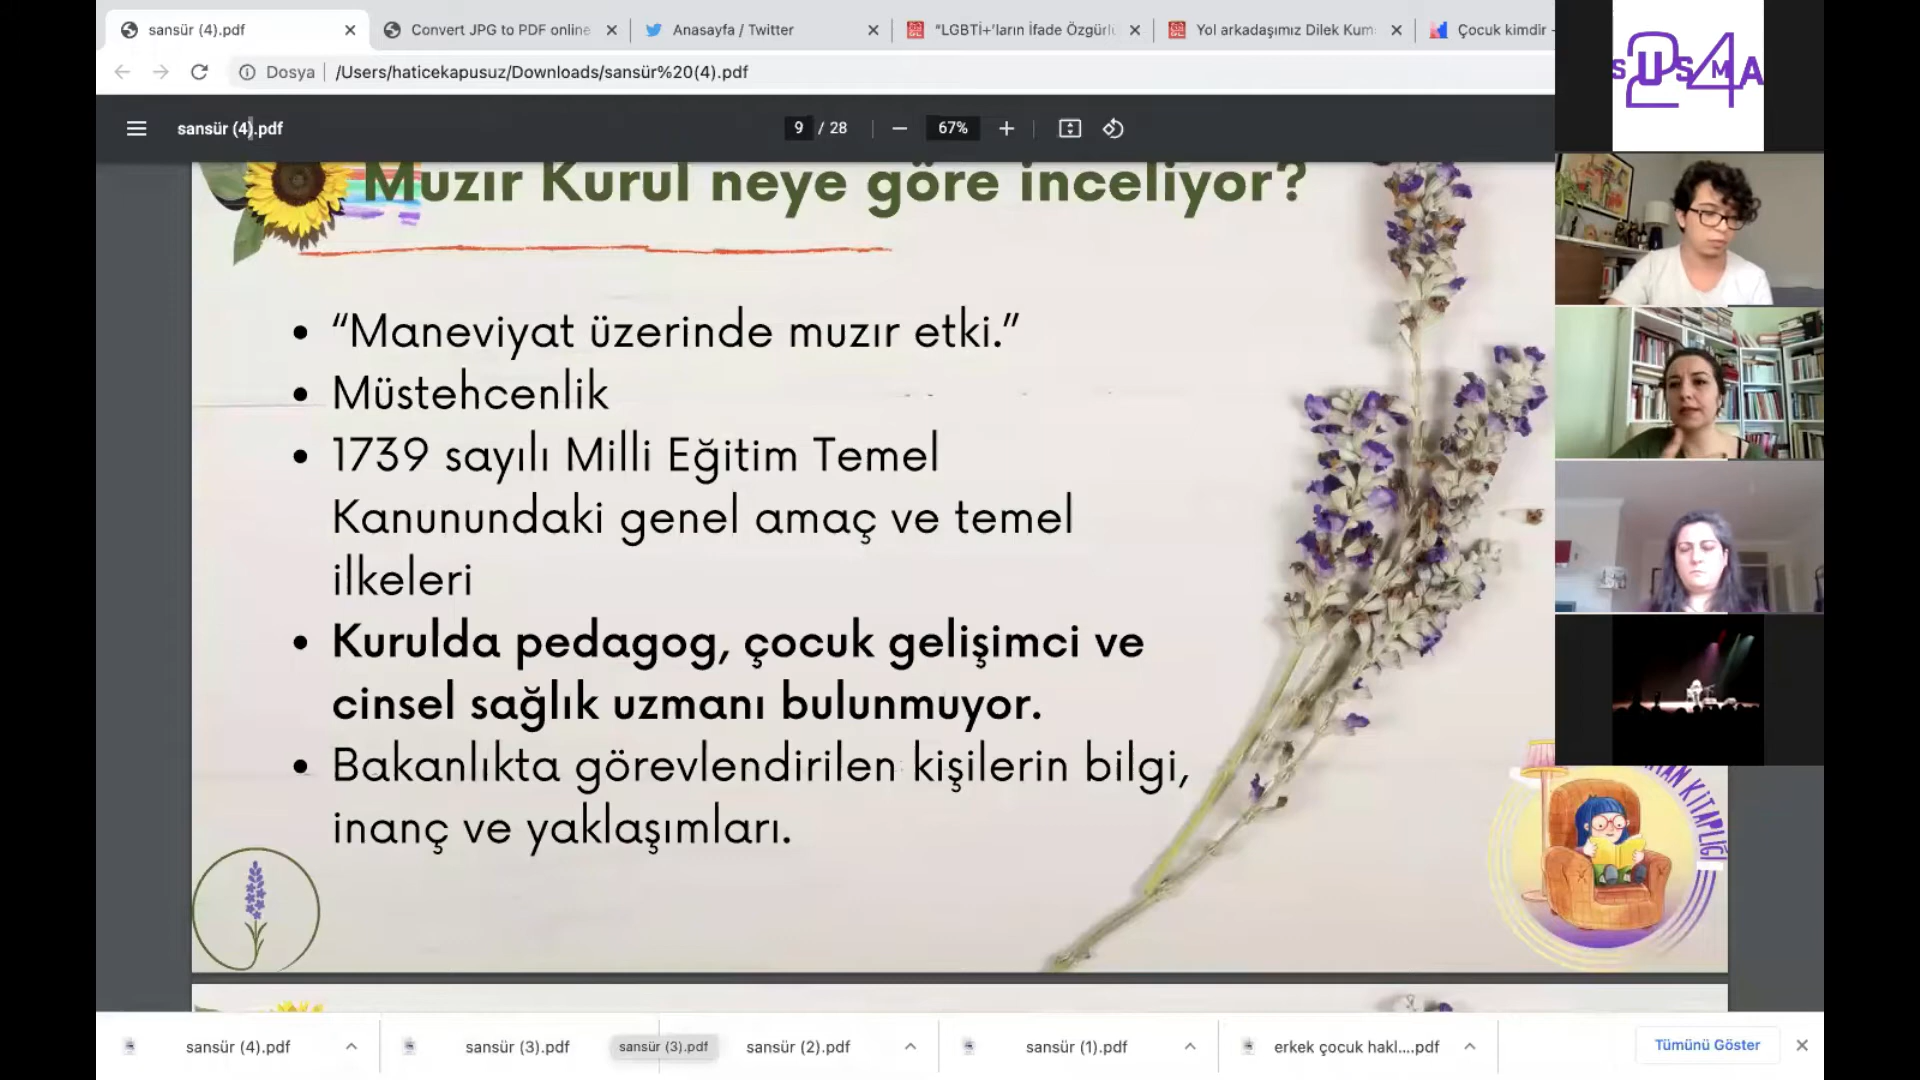 sansür (4).pdf
Convert JPG to PDF online
Anasayfa / Twitter
"LGBTİ+'ların İfade Özgürlü
Yol arkadaşımız Dilek Kum
Çocuk kimdir -
Dosya
/Users/haticekapusuz/Downloads/sansür%20(4).pdf
sansür (4).pdf
9 / 28
67%
SUSMA
24
Muzır Kurul neye göre inceliyor?
• “Maneviyat üzerinde muzır etki.”
• Müstehcenlik
• 1739 sayılı Milli Eğitim Temel
Kanunundaki genel amaç ve temel
ilkeleri
• Kurulda pedagog, çocuk gelişimci ve
cinsel sağlık uzmanı bulunmuyor.
• Bakanlıkta görevlendirilen kişilerin bilgi,
inanç ve yaklaşımları.
KİTAPLIĞI
sansür (4).pdf
sansür (3).pdf
sansür (3).pdf
sansür (2).pdf
sansür (1).pdf
erkek çocuk hakl....pdf
Tümünü Göster